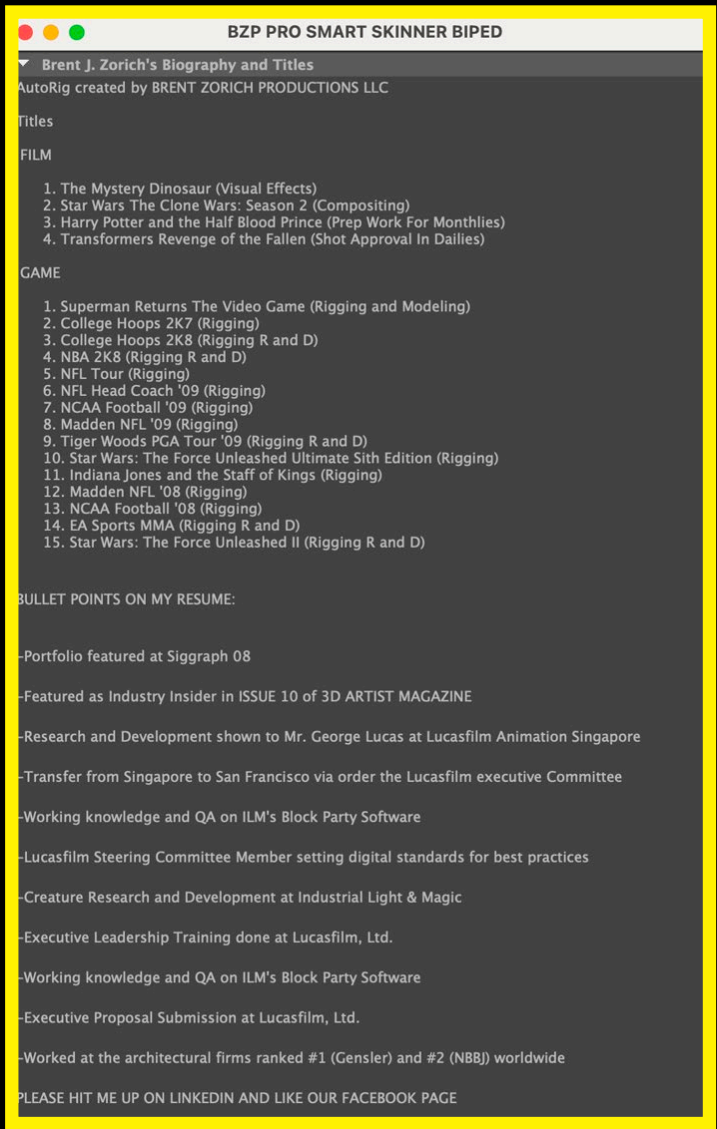 BZP PRO SMART SKINNER BIPED
Brent J. Zorich's Biography and Titles
AutoRig created by BRENT ZORICH PRODUCTIONS LLC
Titles
FILM
1. The Mystery Dinosaur (Visual Effects)
2. Star Wars The Clone Wars: Season 2 (Compositing)
3. Harry Potter and the Half Blood Prince (Prep Work For Monthlies)
4. Transformers Revenge of the Fallen (Shot Approval In Dailies)
GAME
1. Superman Returns The Video Game (Rigging and Modeling)
2. College Hoops 2K7 (Rigging)
3. College Hoops 2K8 (Rigging R and D)
4. NBA 2K8 (Rigging R and D)
5. NFL Tour (Rigging)
6. NFL Head Coach '09 (Rigging)
7. NCAA Football '09 (Rigging)
8. Madden NFL '09 (Rigging)
9. Tiger Woods PGA Tour '09 (Rigging R and D)
10. Star Wars: The Force Unleashed Ultimate Sith Edition (Rigging)
11. Indiana Jones and the Staff of Kings (Rigging)
12. Madden NFL '08 (Rigging)
13. NCAA Football '08 (Rigging)
14. EA Sports MMA (Rigging R and D)
15. Star Wars: The Force Unleashed II (Rigging R and D)
BULLET POINTS ON MY RESUME:
-Portfolio featured at Siggraph 08
-Featured as Industry Insider in ISSUE 10 of 3D ARTIST MAGAZINE
-Research and Development shown to Mr. George Lucas at Lucasfilm Animation Singapore
-Transfer from Singapore to San Francisco via order the Lucasfilm executive Committee
-Working knowledge and QA on ILM's Block Party Software
-Lucasfilm Steering Committee Member setting digital standards for best practices
-Creature Research and Development at Industrial Light & Magic
-Executive Leadership Training done at Lucasfilm, Ltd.
-Working knowledge and QA on ILM's Block Party Software
-Executive Proposal Submission at Lucasfilm, Ltd.
-Worked at the architectural firms ranked #1 (Gensler) and #2 (NBBJ) worldwide
PLEASE HIT ME UP ON LINKEDIN AND LIKE OUR FACEBOOK PAGE